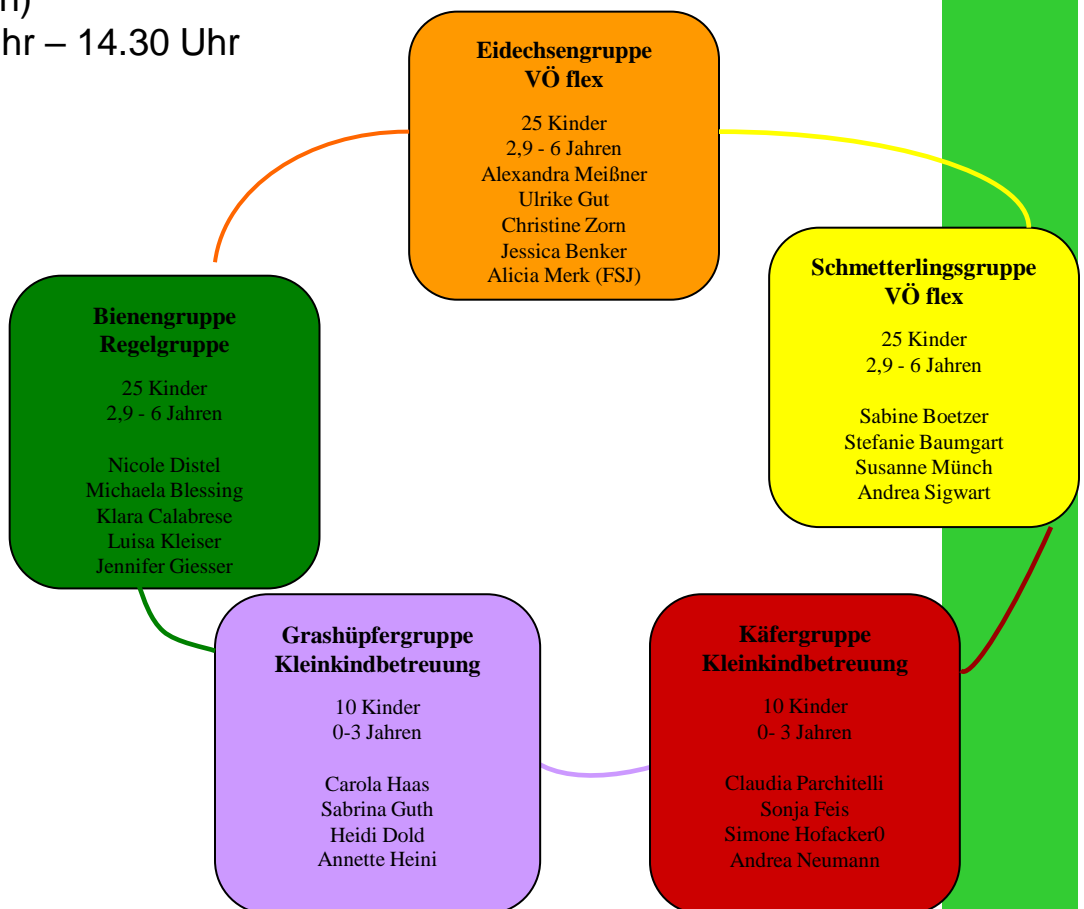 n)
hr – 14.30 Uhr
Eidechsengruppe
VÖ flex
25 Kinder
2,9 - 6 Jahren
Alexandra Meißner
Ulrike Gut
Christine Zorn
Jessica Benker
Alicia Merk (FSJ)
Schmetterlingsgruppe
VÖ flex
25 Kinder
2,9 - 6 Jahren
Sabine Boetzer
Stefanie Baumgart
Susanne Münch
Andrea Sigwart
Bienengruppe
Regelgruppe
25 Kinder
2,9 - 6 Jahren
Nicole Distel
Michaela Blessing
Klara Calabrese
Luisa Kleiser
Jennifer Giesser
Grashüpfergruppe
Kleinkindbetreuung
10 Kinder
0-3 Jahren
Carola Haas
Sabrina Guth
Heidi Dold
Annette Heini
Käfergruppe
Kleinkindbetreuung
10 Kinder
0- 3 Jahren
Claudia Parchitelli
Sonja Feis
Simone Hofacker0
Andrea Neumann